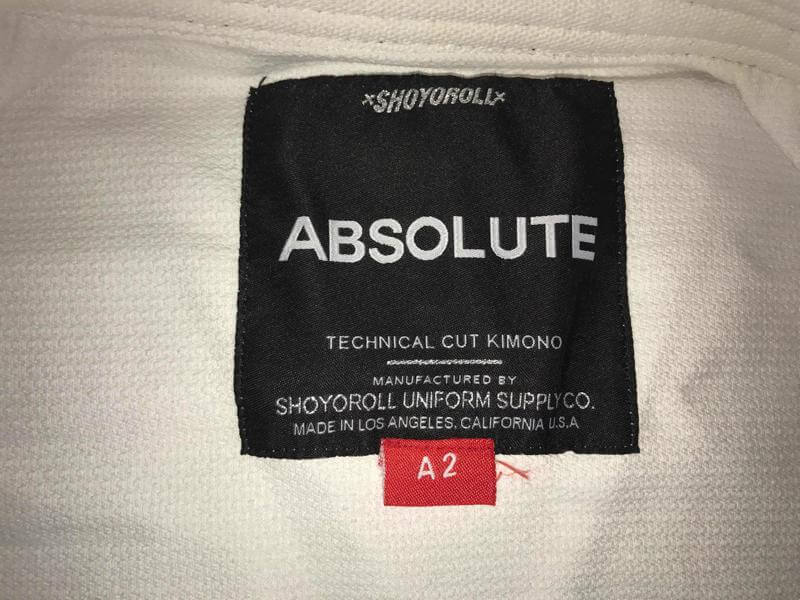 *SHOYOROLL*
ABSOLUTE
TECHNICAL CUT KIMONO
MANUFACTURED BY
SHOYOROLL UNIFORM SUPPLY CO.
MADE IN LOS ANGELES, CALIFORNIA U.S.A
A2